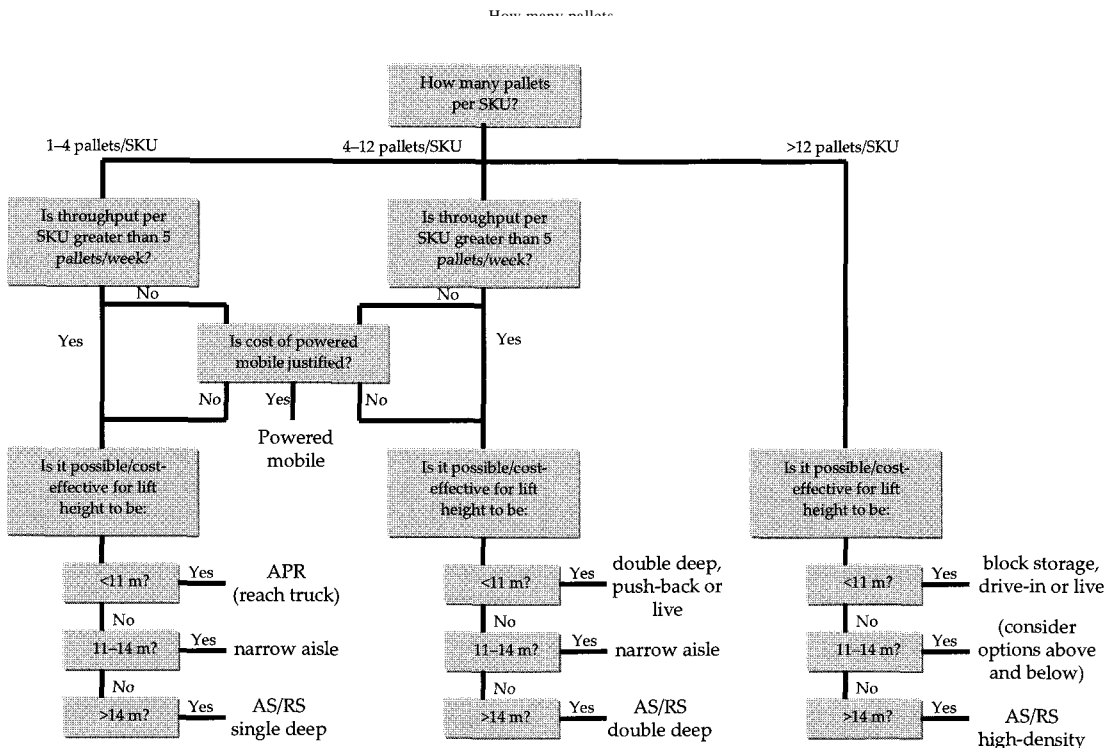 How many pallets
How many pallets
per SKU?
1–4 pallets/SKU
4–12 pallets/SKU
>12 pallets/SKU
Is throughput per
SKU greater than 5
pallets/week?
Is throughput per
SKU greater than 5
pallets/week?
No
No
Yes
Yes
Is cost of powered
mobile justified?
No
Yes
No
Powered
mobile
Is it possible/cost-
effective for lift
height to be:
Is it possible/cost-
effective for lift
height to be:
Is it possible/cost-
effective for lift
height to be:
<11 m?
Yes
APR
(reach truck)
<11 m?
Yes
double deep,
push-back or
live
<11 m?
Yes
block storage,
drive-in or live
No
No
No
11–14 m?
Yes
narrow aisle
11–14 m?
Yes
narrow aisle
11–14 m?
Yes
(consider
options above
and below)
No
No
No
>14 m?
Yes
AS/RS
single deep
>14 m?
Yes
AS/RS
double deep
>14 m?
Yes
AS/RS
high-density